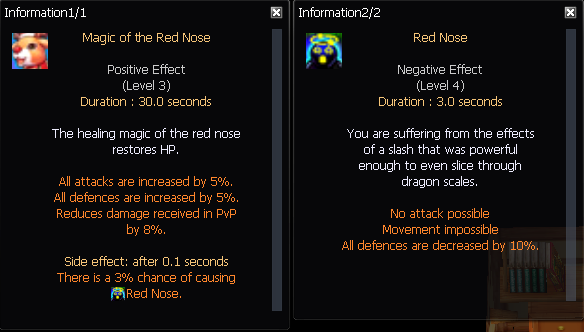 Information1/1
Magic of the Red Nose
Positive Effect
(Level 3)
Duration : 30.0 seconds
The healing magic of the red nose
restores HP.
All attacks are increased by 5%.
All defences are increased by 5%.
Reduces damage received in PvP
by 8%.
Side effect: after 0.1 seconds
There is a 3% chance of causing
Red Nose.
Information2/2
Red Nose
Negative Effect
(Level 4)
Duration : 3.0 seconds
You are suffering from the effects
of a slash that was powerful
enough to even slice through
dragon scales.
No attack possible
Movement impossible
All defences are decreased by 10%.